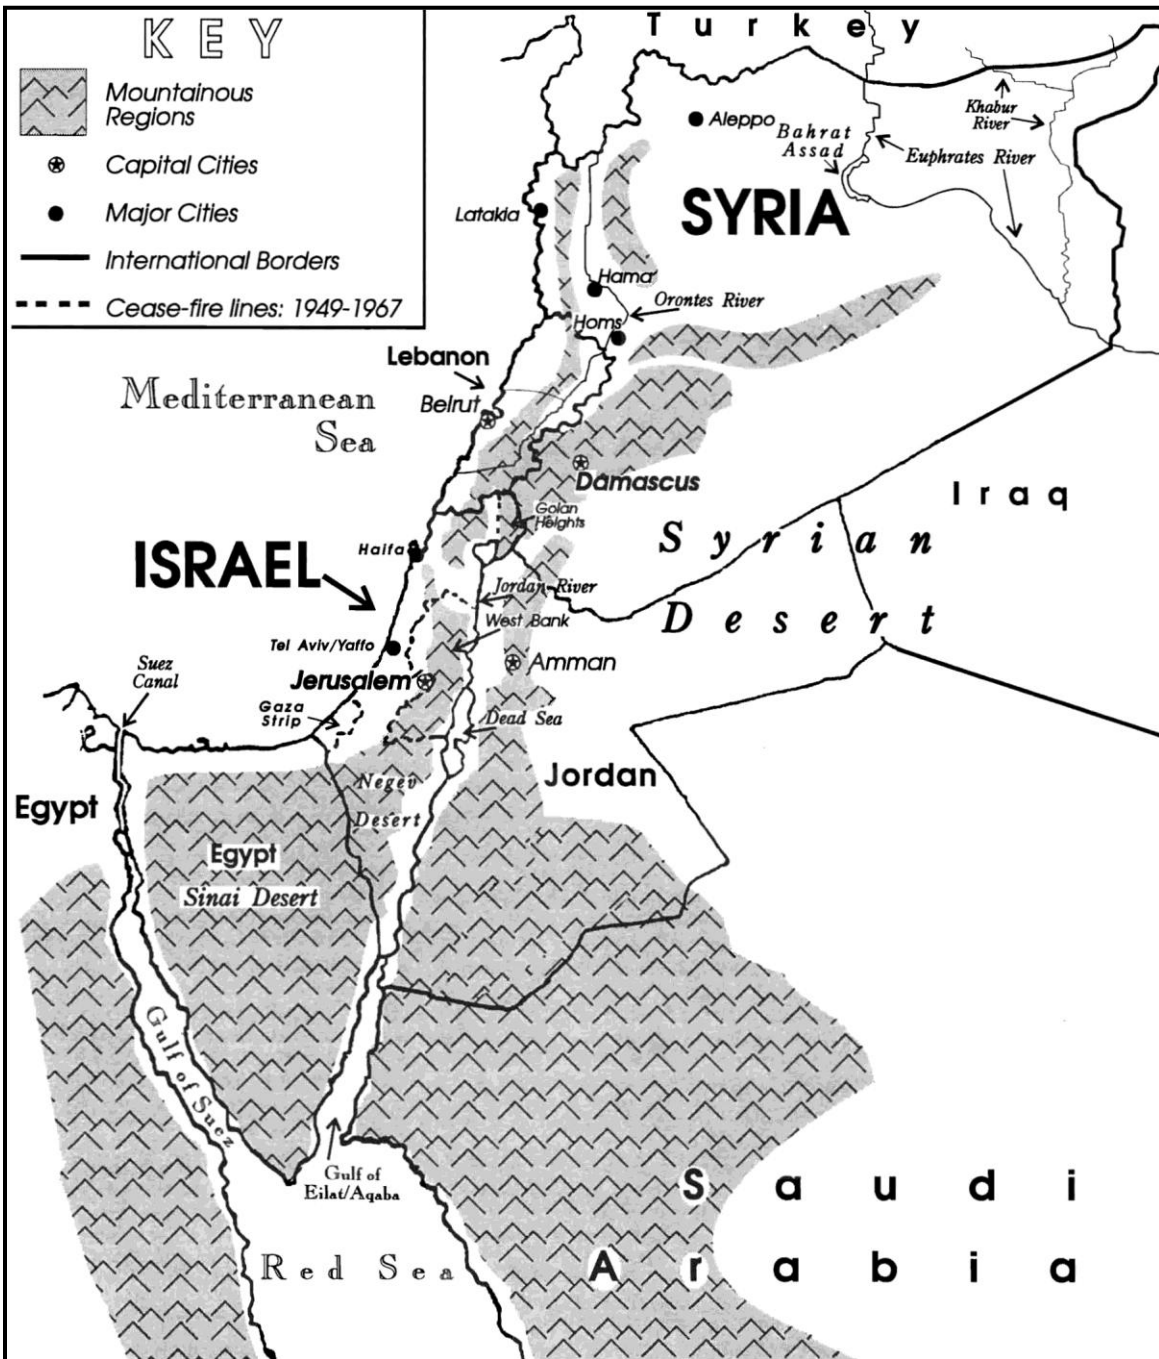 KEY
Mountainous
Regions
Capital Cities
Major Cities
International Borders
Cease-fire lines: 1949-1967
Turkey
Aleppo
Bahrat
Assad
Khabur
River
Euphrates River
Latakia
SYRIA
Hama
Orontes River
Homs
Lebanon
Mediterranean
Sea
Beirut
Damascus
Iraq
Golan
Heights
Syrian
Desert
Haifa
ISRAEL
Jordan River
West Bank
Tel Aviv/Yaffo
Amman
Suez
Canal
Jerusalem
Gaza
Strip
Dead Sea
Negev
Desert
Jordan
Egypt
Egypt
Sinai Desert
Gulf of Suez
Gulf of
Eilat/Aqaba
Saudi
Arabia
Red Sea